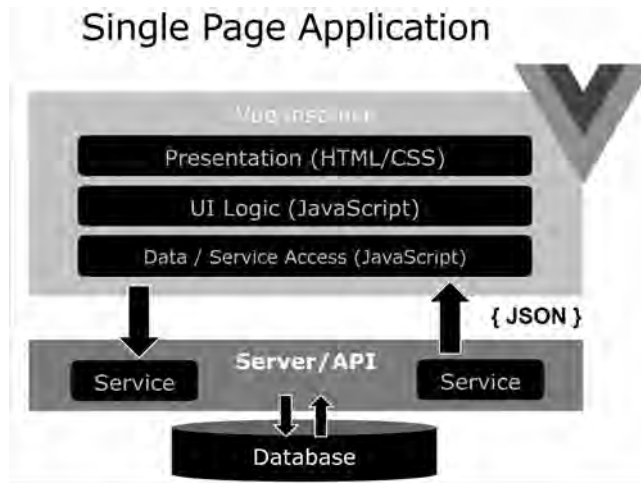 Single Page Application
Presentation (HTML/CSS)
UI Logic (JavaScript)
Data / Service Access (JavaScript)
{ JSON }
Server/API
Service
Service
Database